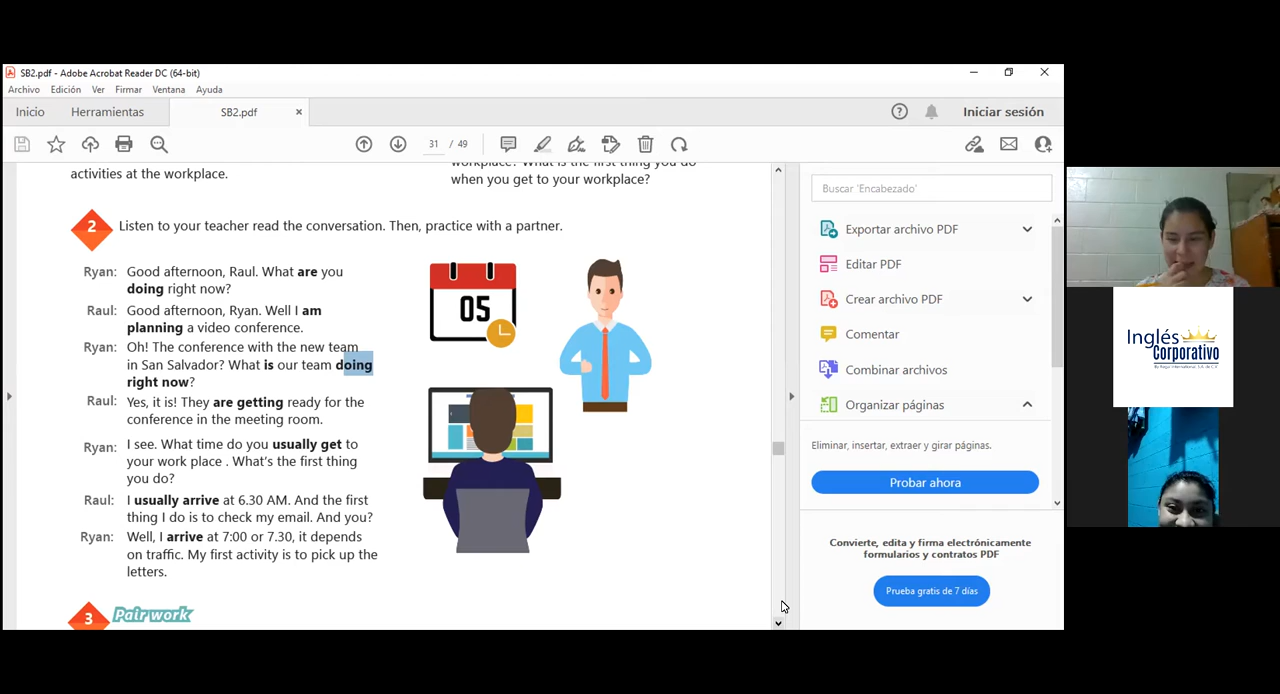 SB2.pdf - Adobe Acrobat Reader DC (64-bit)
Archivo Edición Ver Firmar Ventana Ayuda
Inicio Herramientas SB2.pdf × Iniciar sesión
31 / 49
activities at the workplace.
workplace? What is the first thing you do
when you get to your workplace?
2 Listen to your teacher read the conversation. Then, practice with a partner.
Ryan: Good afternoon, Raul. What are you
doing right now?
Raul: Good afternoon, Ryan. Well I am
planning a video conference.
Ryan: Oh! The conference with the new team
in San Salvador? What is our team doing
right now?
Raul: Yes, it is! They are getting ready for the
conference in the meeting room.
Ryan: I see. What time do you usually get to
your work place . What's the first thing
you do?
Raul: I usually arrive at 6.30 AM. And the first
thing I do is to check my email. And you?
Ryan: Well, I arrive at 7:00 or 7.30, it depends
on traffic. My first activity is to pick up the
letters.
05
3 Pair work
Buscar 'Encabezado'
Exportar archivo PDF
Editar PDF
Crear archivo PDF
Comentar
Combinar archivos
Organizar páginas
Eliminar, insertar, extraer y girar páginas.
Probar ahora
Convierte, edita y firma electrónicamente
formularios y contratos PDF
Prueba gratis de 7 días
Inglés
Corporativo